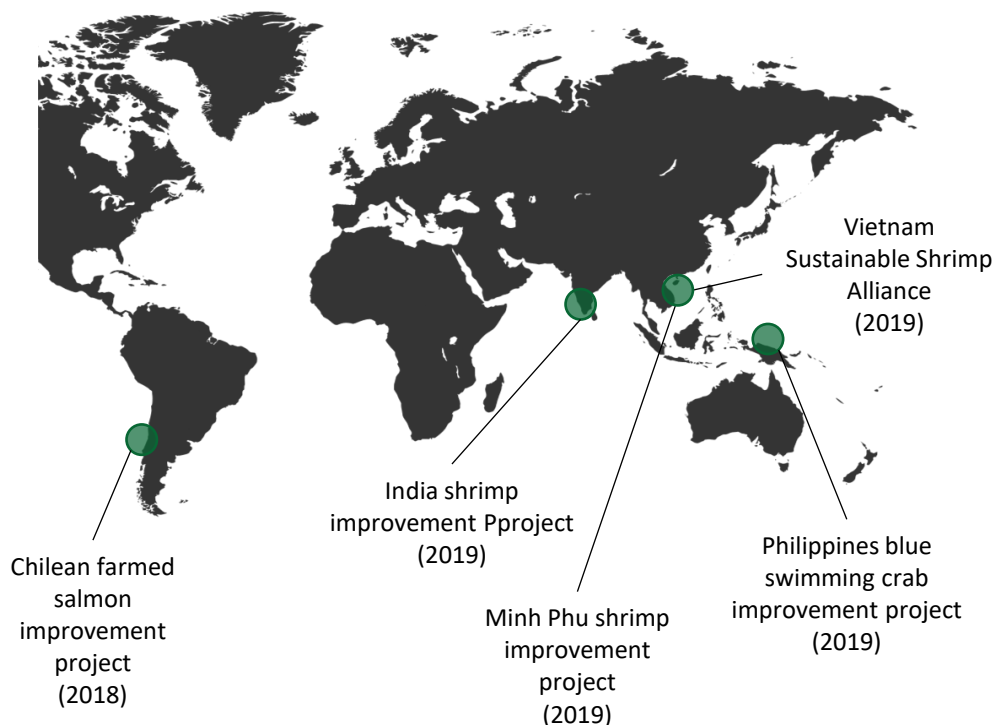 Vietnam
Sustainable Shrimp
Alliance
(2019)
India shrimp
improvement Pproject
(2019)
Philippines blue
swimming crab
improvement project
(2019)
Chilean farmed
salmon
improvement
project
(2018)
Minh Phu shrimp
improvement
project
(2019)